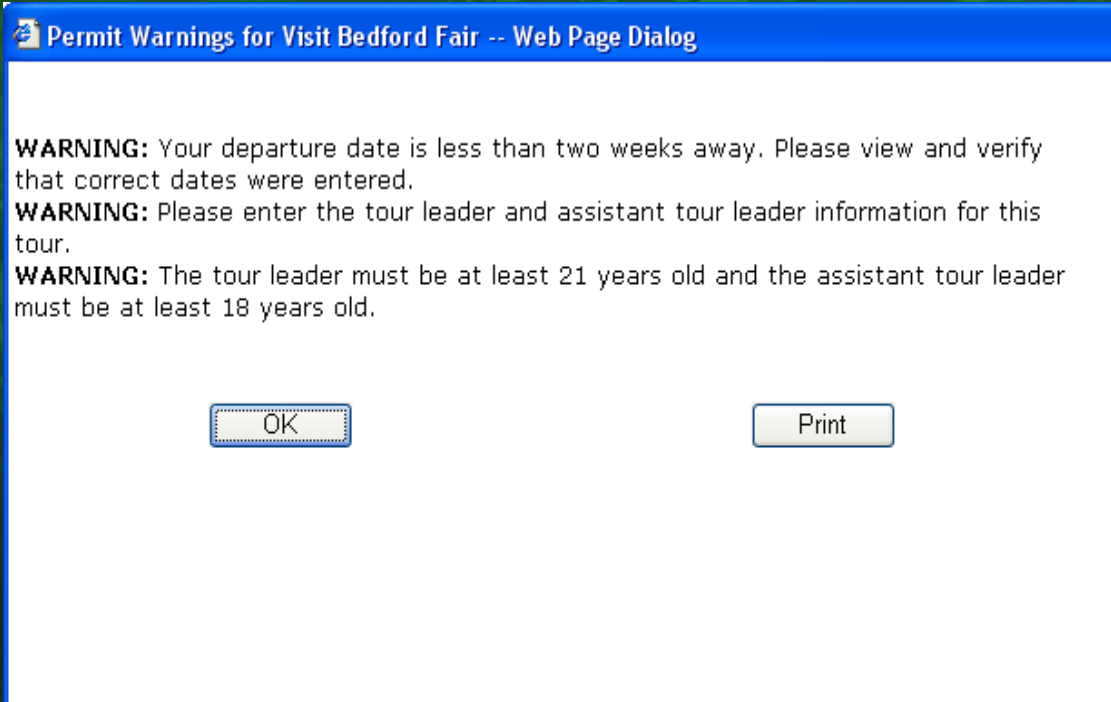 Permit Warnings for Visit Bedford Fair -- Web Page Dialog
WARNING: Your departure date is less than two weeks away. Please view and verify
that correct dates were entered.
WARNING: Please enter the tour leader and assistant tour leader information for this
tour.
WARNING: The tour leader must be at least 21 years old and the assistant tour leader
must be at least 18 years old.
OK
Print